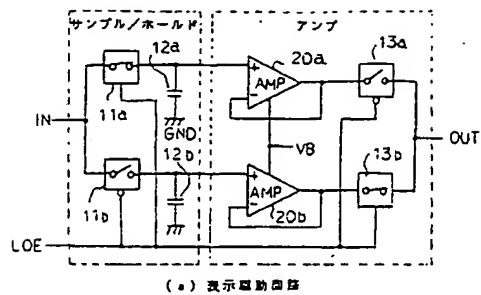 サンプル/ホールド
アンプ
12a
20a
13a
AMP
11a
IN
GND
VB
OUT
12b
13b
11b
AMP
20b
LOE
(a) 表示駆動回路